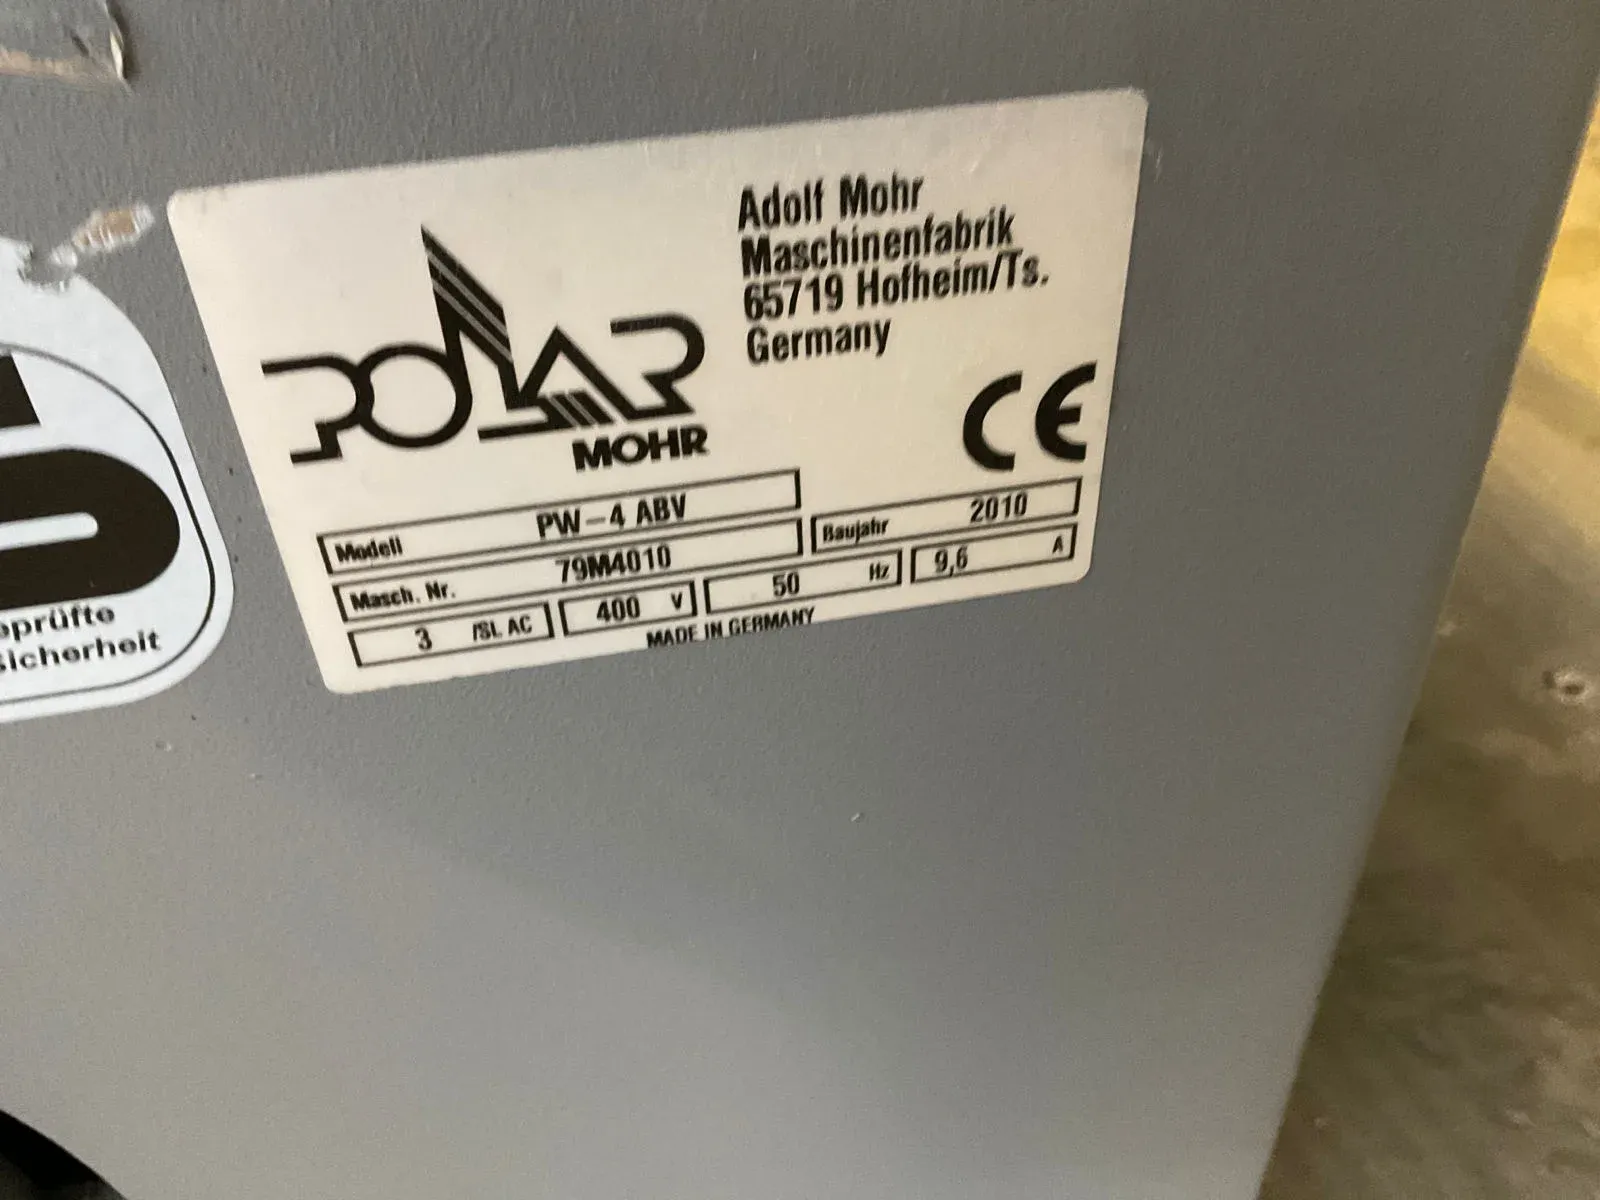 Adolf Mohr
Maschinenfabrik
65719 Hofheim/Ts.
Germany
POLAR
MOHR
CE
Modell PW-4 ABV
Masch. Nr. 79M4010
Baujahr 2010
3 /SL AC 400 V 50 Hz 9,6 A
MADE IN GERMANY
eprüfte
Sicherheit